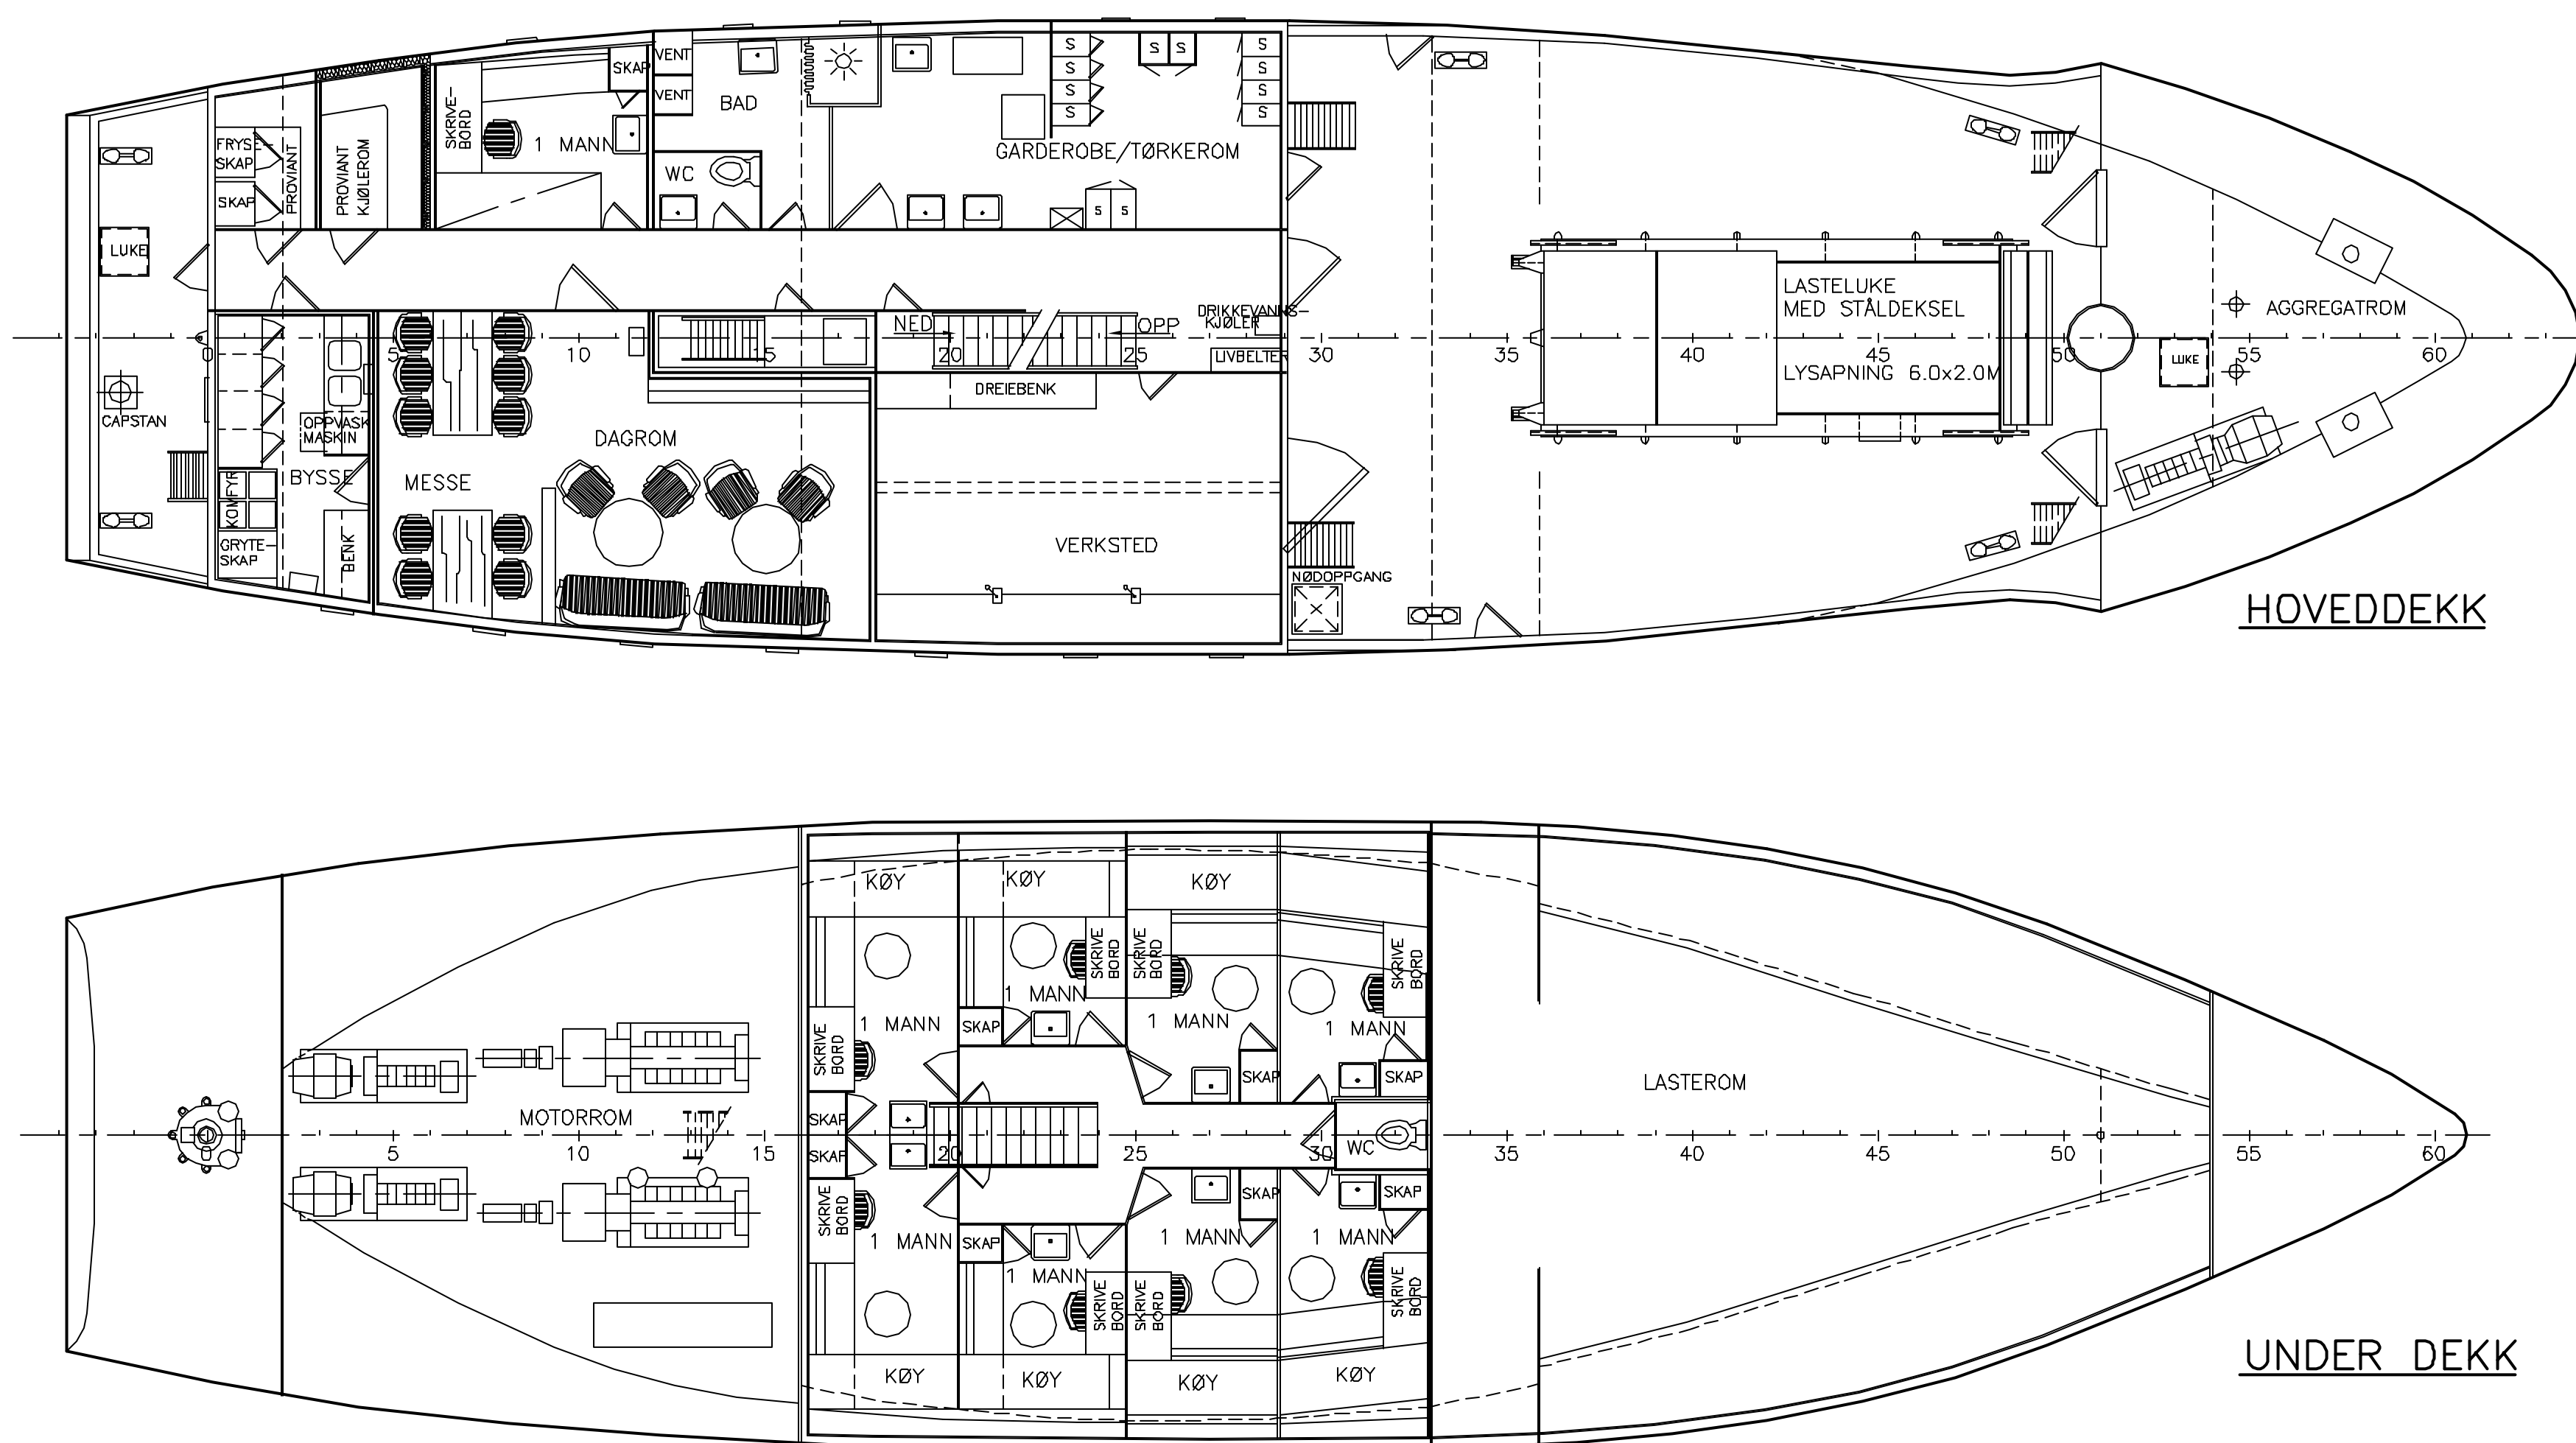 VENT
SKAP
S
S
S
S
S
VENT
S
S
BAD
SKRIVE-
BORD
S
S
S
FRYSE-
SKAP
PROVIANT
PROVIANT
KJØLEROM
1 MANN
GARDEROBE/TØRKEROM
WC
SKAP
S
S
LUKE
LASTELUKE
MED STÅLDEKSEL
AGGREGATROM
DRIKKEVANNS-
KJØLER
NED
OPP
LIVBELTER
0
5
10
15
20
25
30
35
40
45
50
55
60
LUKE
LYSAPNING 6.0x2.0M
DREIEBENK
CAPSTAN
OPPVASK
MASKIN
DAGROM
BYSSE
MESSE
KOMFYR
GRYTE-
SKAP
BENK
VERKSTED
NØDOPPGANG
HOVEDDEKK
KØY
KØY
KØY
SKRIVE
BORD
SKRIVE
BORD
SKRIVE
BORD
1 MANN
1 MANN
1 MANN
1 MANN
SKAP
SKRIVE
BORD
SKAP
SKAP
LASTEROM
MOTORROM
SKAP
SKAP
WC
0
5
10
15
20
25
30
35
40
45
50
55
60
SKAP
SKAP
SKRIVE
BORD
1 MANN
SKAP
1 MANN
1 MANN
1 MANN
SKRIVE
BORD
SKRIVE
BORD
SKRIVE
BORD
KØY
KØY
KØY
KØY
UNDER DEKK